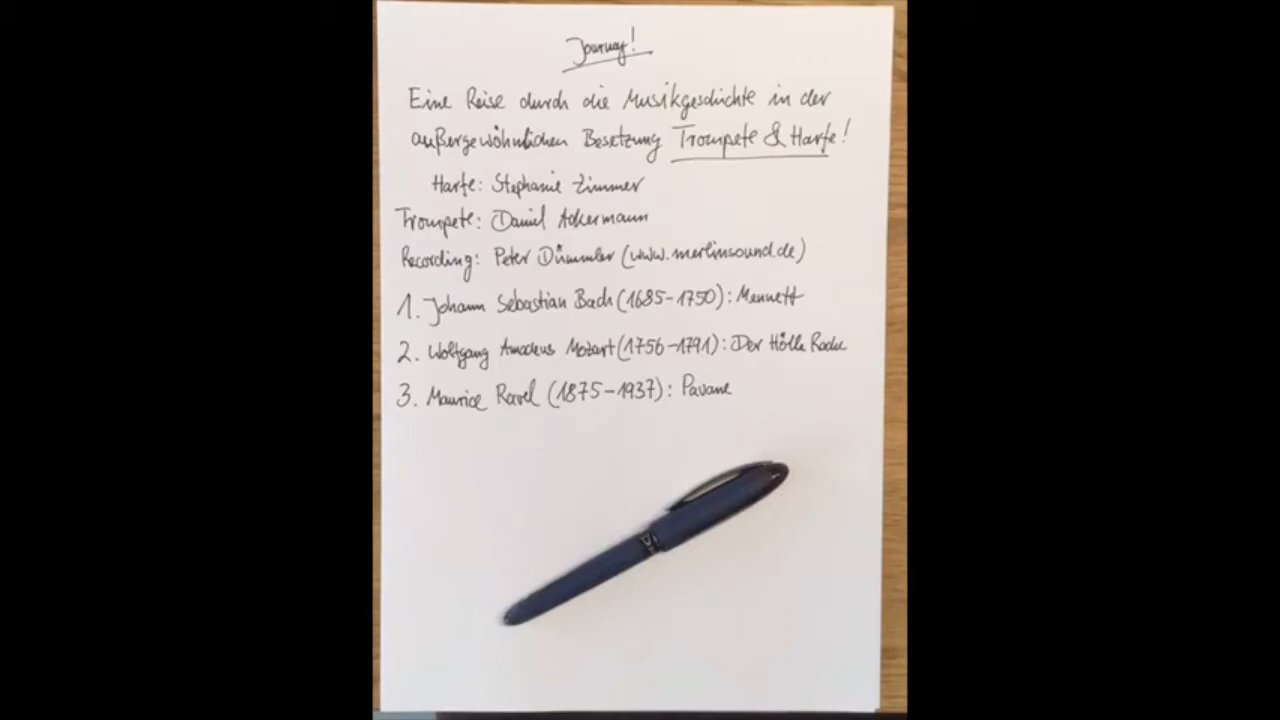 Journey!
Eine Reise durch die Musikgeschichte in der
außergewöhnlichen Besetzung Trompete & Harfe!
Harfe: Stephanie Zimmer
Trompete: Daniel Ackermann
Recording: Peter Dümmler (www.merlinsound.de)
1. Johann Sebastian Bach (1685-1750): Menuett
2. Wolfgang Amadeus Mozart (1756-1791): Der Hölle Rache
3. Maurice Ravel (1875-1937): Pavane